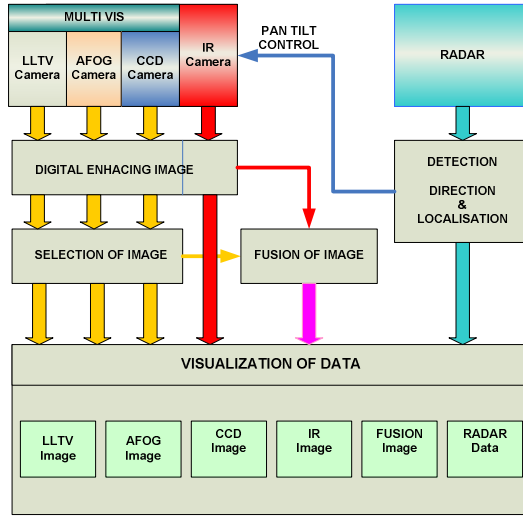 MULTI VIS
LLTV
Camera
AFOG
Camera
CCD
Camera
IR
Camera
PAN TILT
CONTROL
RADAR
DIGITAL ENHACING IMAGE
DETECTION
DIRECTION
&
LOCALISATION
SELECTION OF IMAGE
FUSION OF IMAGE
VISUALIZATION OF DATA
LLTV
Image
AFOG
Image
CCD
Image
IR
Image
FUSION
Image
RADAR
Data